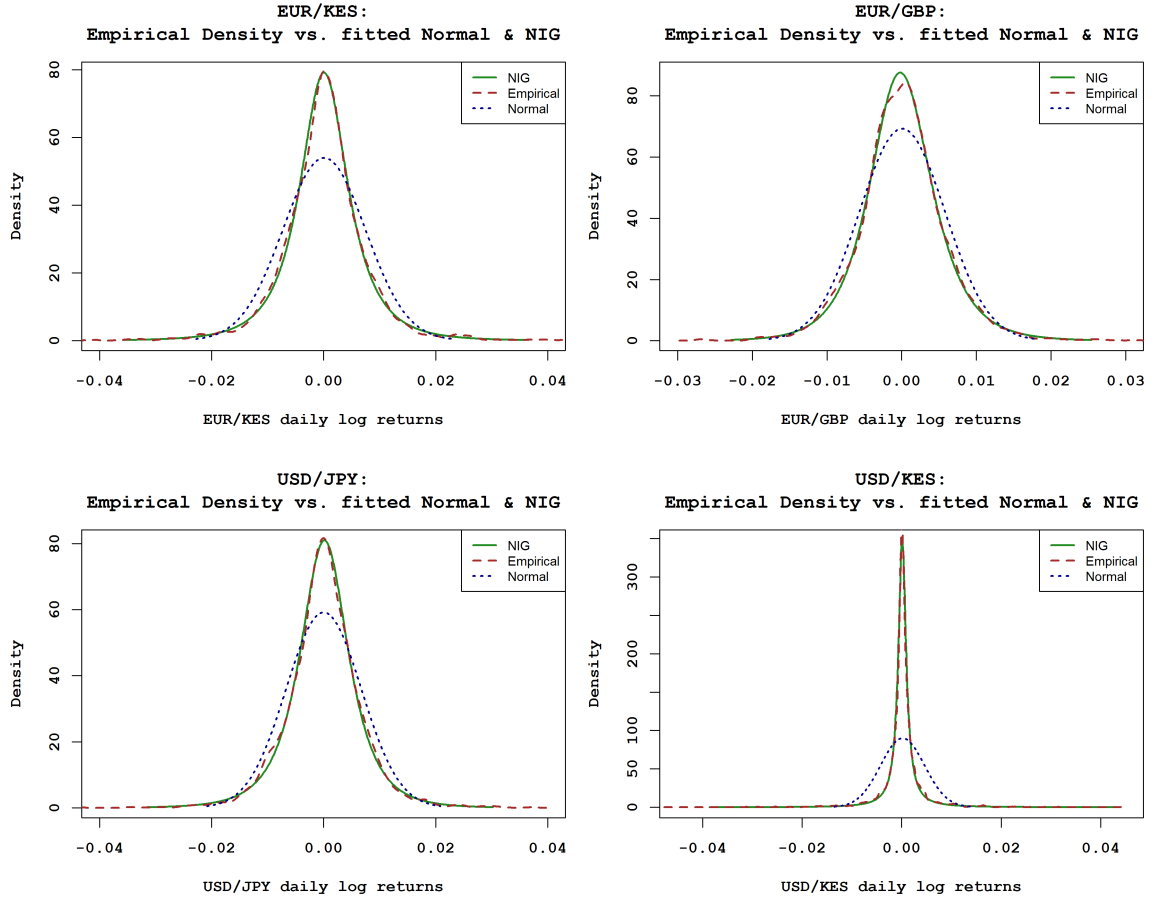 EUR/KES:
Empirical Density vs. fitted Normal & NIG
80
60
40
20
0
Density
NIG
Empirical
Normal
-0.04 -0.02 0.00 0.02 0.04
EUR/KES daily log returns
EUR/GBP:
Empirical Density vs. fitted Normal & NIG
80
60
40
20
0
Density
NIG
Empirical
Normal
-0.03 -0.02 -0.01 0.00 0.01 0.02 0.03
EUR/GBP daily log returns
USD/JPY:
Empirical Density vs. fitted Normal & NIG
80
60
40
20
0
Density
NIG
Empirical
Normal
-0.04 -0.02 0.00 0.02 0.04
USD/JPY daily log returns
USD/KES:
Empirical Density vs. fitted Normal & NIG
300
200
100
50
0
Density
NIG
Empirical
Normal
-0.04 -0.02 0.00 0.02 0.04
USD/KES daily log returns